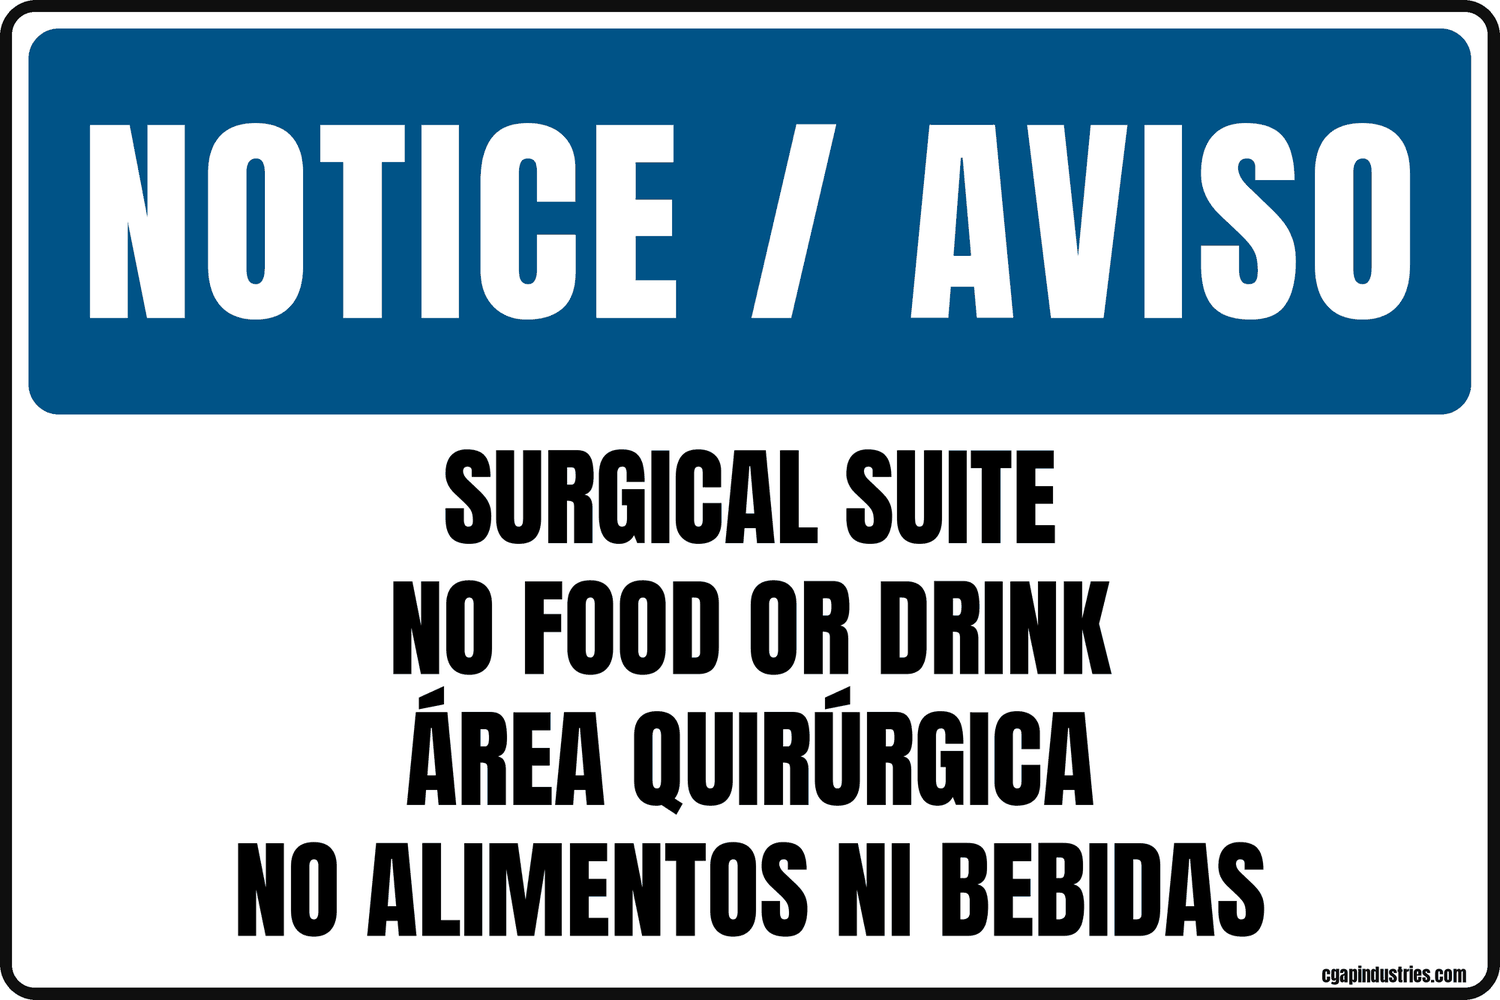 NOTICE / AVISO
SURGICAL SUITE
NO FOOD OR DRINK
ÁREA QUIRÚRGICA
NO ALIMENTOS NI BEBIDAS
cgapindustries.com